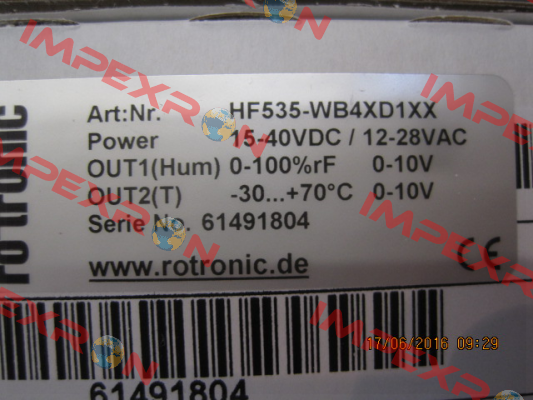 Art:Nr. HF535-WB4XD1XX
Power 15-40VDC / 12-28VAC
OUT1(Hum) 0-100%rF 0-10V
OUT2(T) -30...+70°C 0-10V
Serie No. 61491804
www.rotronic.de
rotronic
CE
61491804
17/06/2016 09:29
IMPEXRON
IMPEXRON
IMPEXRON
IMPEXRON